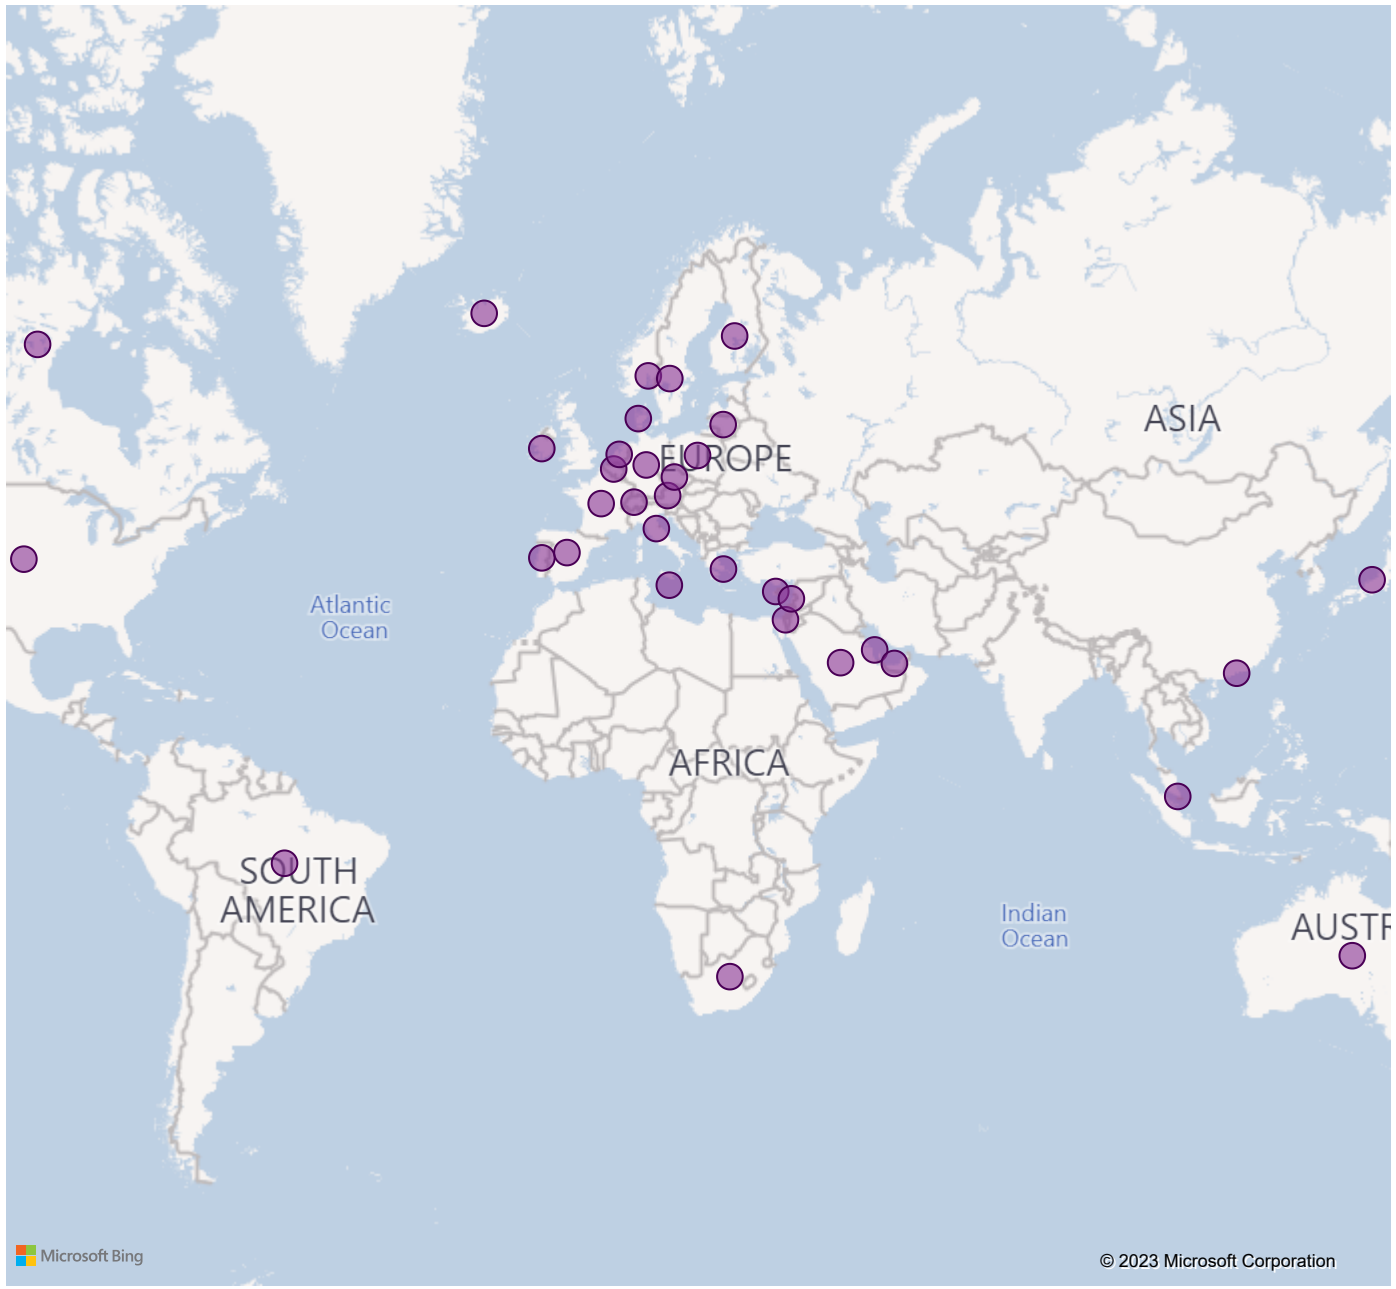 ASIA
EUROPE
Atlantic
Ocean
AFRICA
SOUTH
AMERICA
Indian
Ocean
AUSTR
Microsoft Bing
© 2023 Microsoft Corporation